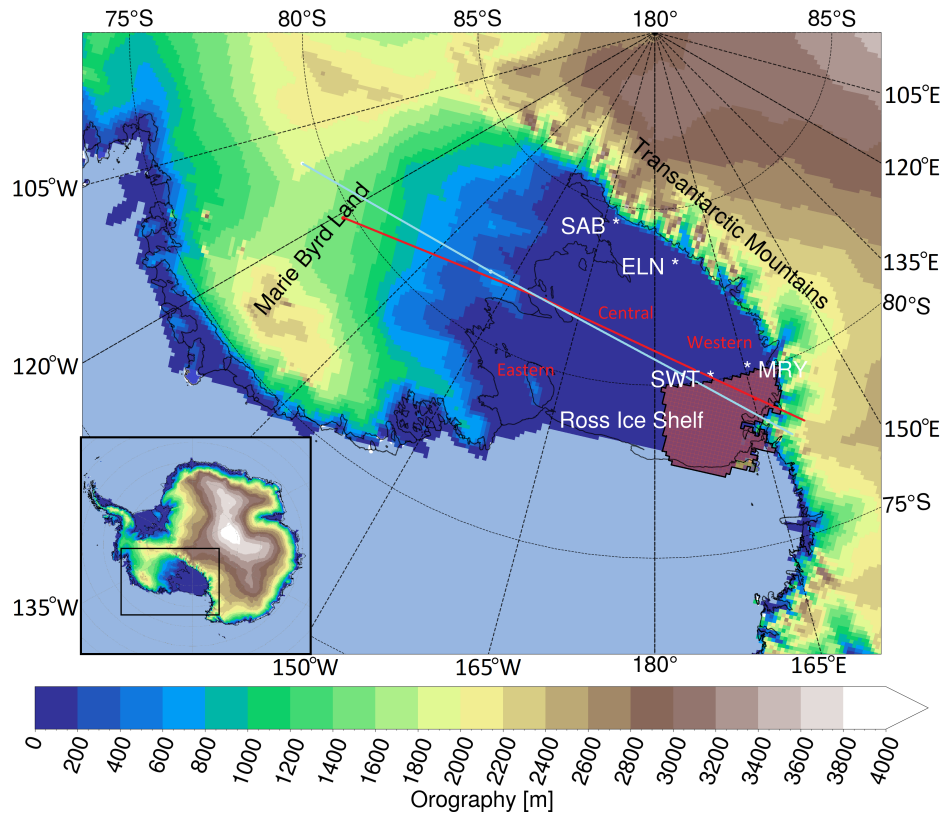 75°S 80°S 85°S 180° 85°S
105°E
120°E
135°E
80°S
150°E
75°S
105°W
120°W
135°W
Transantarctic Mountains
Marie Byrd Land
SAB *
ELN *
Central
Western
* MRY
SWT *
Eastern
Ross Ice Shelf
150°W 165°W 180° 165°E
0 200 400 600 800 1000 1200 1400 1600 1800 2000 2200 2400 2600 2800 3000 3200 3400 3600 3800 4000
Orography [m]